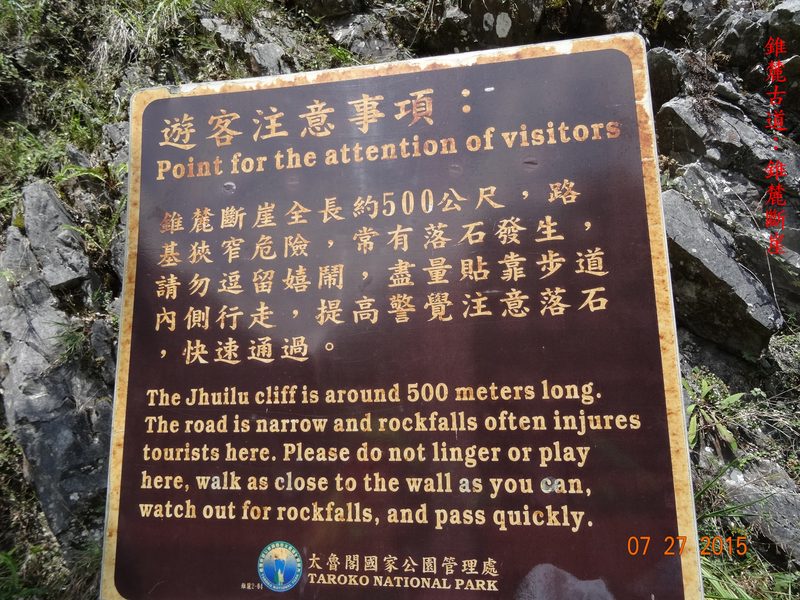 遊客注意事項：
Point for the attention of visitors
錐麓斷崖全長約500公尺，路
基狹窄危險，常有落石發生，
請勿逗留嬉鬧，盡量貼靠步道
內側行走，提高警覺注意落石
，快速通過。
The Jhuilu cliff is around 500 meters long.
The road is narrow and rockfalls often injures
tourists here. Please do not linger or play
here, walk as close to the wall as you can,
watch out for rockfalls, and pass quickly.
太魯閣國家公園管理處
TAROKO NATIONAL PARK
錐麓古道：錐麓斷崖
07 27 2015